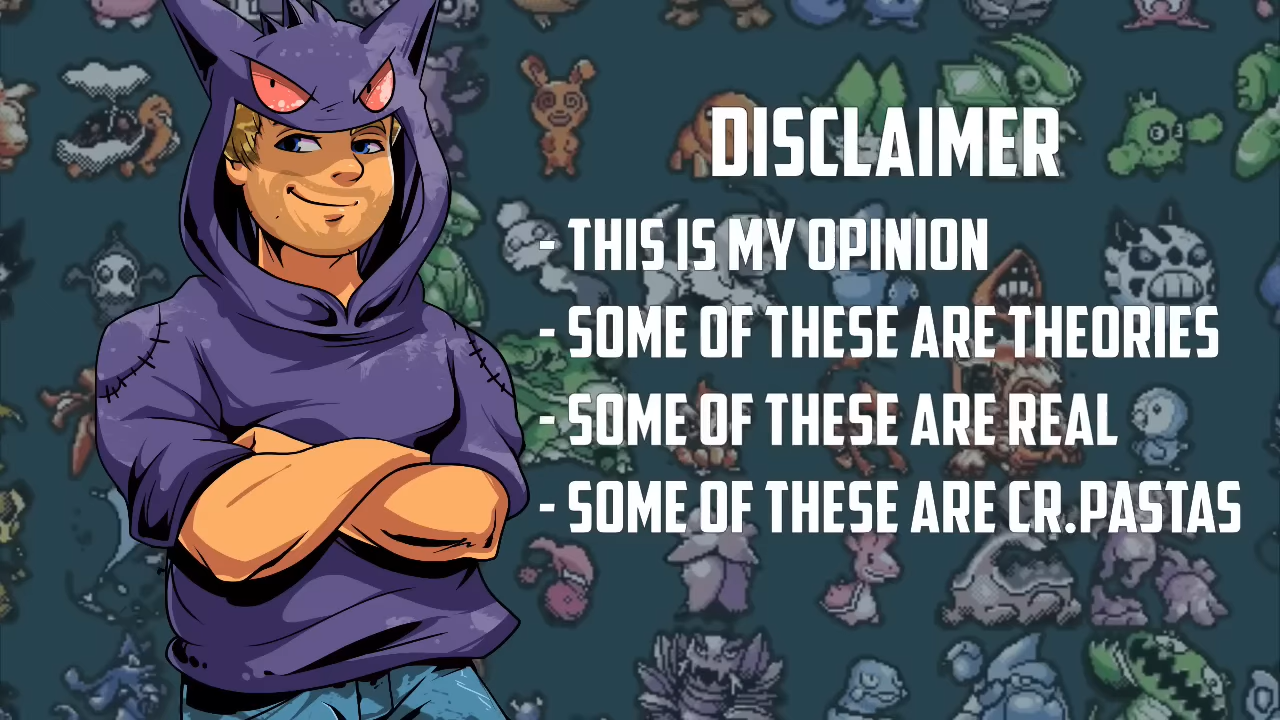 DISCLAIMER
- THIS IS MY OPINION
- SOME OF THESE ARE THEORIES
- SOME OF THESE ARE REAL
- SOME OF THESE ARE CR.PASTAS